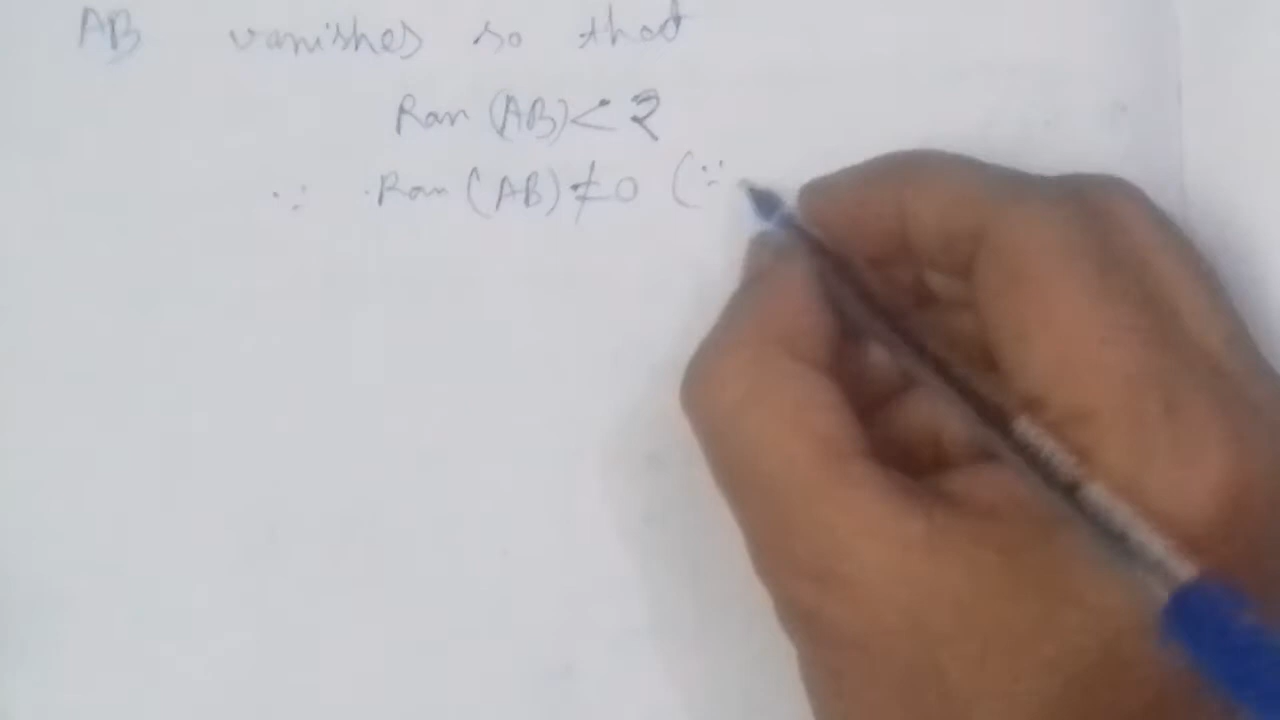 AB vanishes so that
Ran (AB) < 2
∵ Ran (AB) ≠ 0 (∵